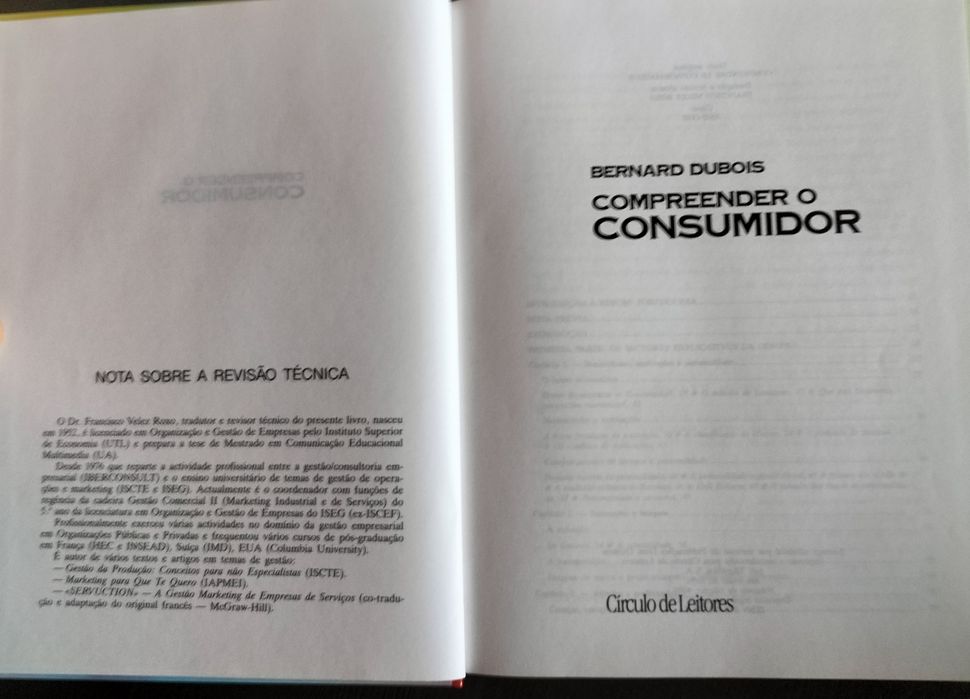 NOTA SOBRE A REVISÃO TÉCNICA
O Dr. Francisco Velez Roxo, tradutor e revisor técnico do presente livro, nasceu
em 1952, é licenciado em Organização e Gestão de Empresas pelo Instituto Superior
de Economia (UTL) e prepara a tese de Mestrado em Comunicação Educacional
Multimedia (UA).
Desde 1976 que reparte a actividade profissional entre a gestão/consultoria em-
presarial (IBERCONSULT) e o ensino universitário de temas de gestão de opera-
ções e marketing (ISCTE e ISEG). Actualmente é o coordenador com funções de
regência da cadeira Gestão Comercial II (Marketing Industrial e de Serviços) do
5.º ano da licenciatura em Organização e Gestão de Empresas do ISEG (ex-ISCEF).
Profissionalmente exerceu várias actividades no domínio da gestão empresarial
em Organizações Públicas e Privadas e frequentou vários cursos de pós-graduação
em França (HEC e INSEAD), Suíça (IMD), EUA (Columbia University).
É autor de vários textos e artigos em temas de gestão:
— Gestão da Produção: Conceitos para não Especialistas (ISCTE).
— Marketing para Que Te Quero (IAPMEI).
— «SERVUCTION» — A Gestão Marketing de Empresas de Serviços (co-tradu-
ção e adaptação do original francês — McGraw-Hill).
BERNARD DUBOIS
COMPREENDER O
CONSUMIDOR
Círculo de Leitores